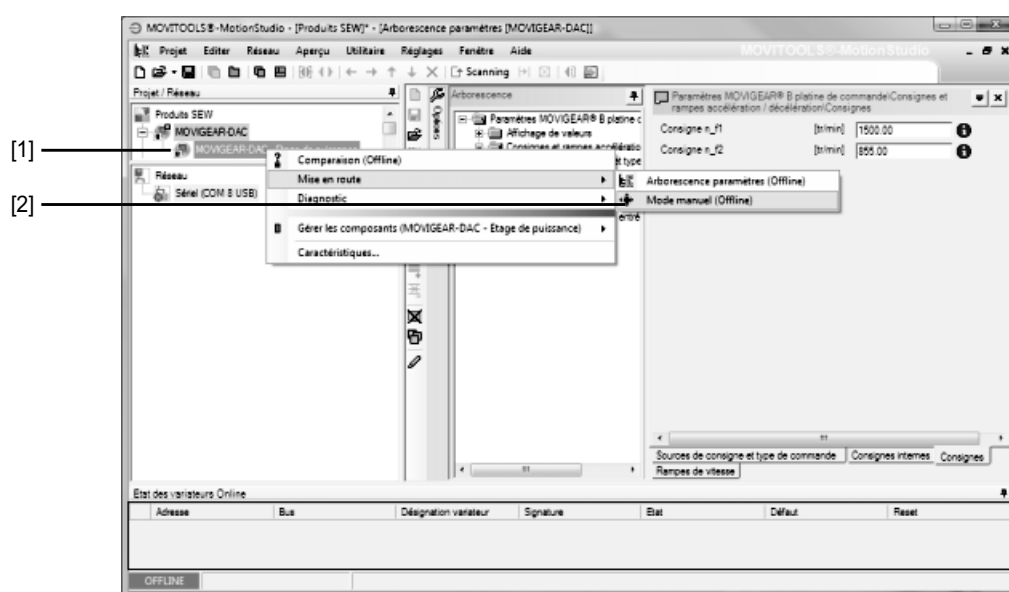 MOVITOOLS®-MotionStudio - [Produits SEW]* - [Arborescence paramètres [MOVIGEAR-DAC]]
Projet Editer Réseau Aperçu Utilitaire Réglages Fenêtre Aide
MOVITOOLS®-MotionStudio
Scanning
Projet / Réseau
Produits SEW
MOVIGEAR-DAC
[1]
MOVIGEAR-DAC
Réseau
Sériel (COM 8 USB)
[2]
Comparaison (Offline)
Mise en route
Diagnostic
Gérer les composants (MOVIGEAR-DAC - Etage de puissance)
Caractéristiques...
Arborescence paramètres (Offline)
Mode manuel (Offline)
Arborescence
Paramètres MOVIGEAR® B platine c
Affichage de valeurs
Consignes et rampes accélératio
t type
entré
Paramètres MOVIGEAR® B platine de commande\Consignes et
rampes accélération / décélération\Consignes
Consigne n_f1 [tr/min] 1500.00
Consigne n_f2 [tr/min] 855.00
Sources de consigne et type de commande Consignes internes Consignes
Rampes de vitesse
Etat des variateurs Online
Adresse Bus Désignation variateur Signature Etat Défaut Reset
OFFLINE